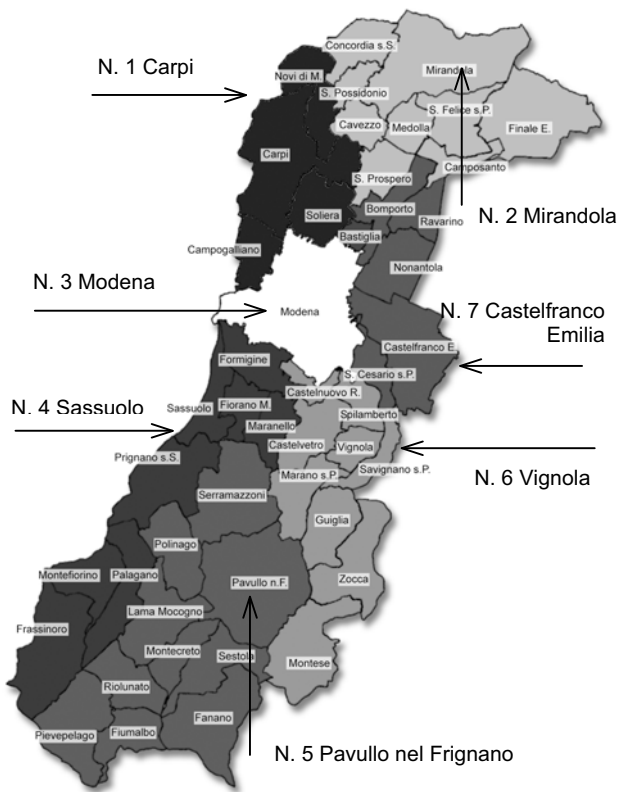 Concordia s.S.
N. 1 Carpi
Mirandola
Novi di M.
S. Possidonio
S. Felice s.P.
Cavezzo
Medolla
Finale E.
Carpi
Camposanto
S. Prospero
Soliera
Bomporto
N. 2 Mirandola
Ravarino
Bastiglia
Campogalliano
Nonantola
N. 3 Modena
Modena
N. 7 Castelfranco
Emilia
Castelfranco E.
Formigine
S. Cesario s.P.
Castelnuovo R.
N. 4 Sassuolo
Sassuolo
Fiorano M.
Spilamberto
Maranello
Castelvetro
Vignola
Prignano s.S.
Marano s.P.
Savignano s.P.
N. 6 Vignola
Serramazzoni
Guiglia
Polinago
Montefiorino
Palagano
Pavullo n.F.
Zocca
Lama Mocogno
Frassinoro
Montecreto
Sestola
Montese
Riolunato
Fanano
Pievepelago
Fiumalbo
N. 5 Pavullo nel Frignano